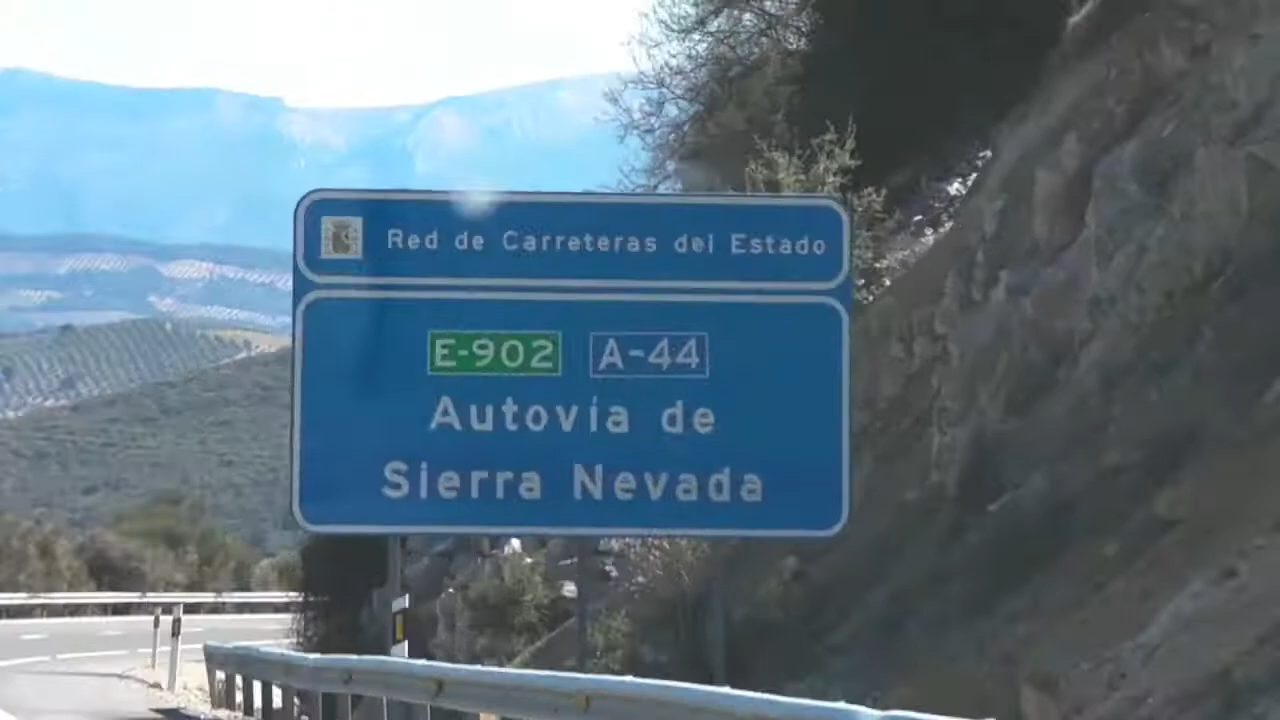 Red de Carreteras del Estado
E-902 A-44
Autovía de
Sierra Nevada